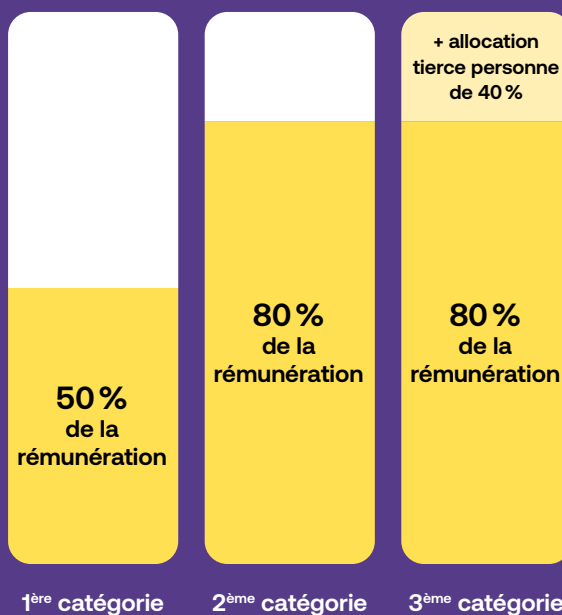 50 %
de la
rémunération
1ère catégorie
80 %
de la
rémunération
2ème catégorie
+ allocation
tierce personne
de 40 %
80 %
de la
rémunération
3ème catégorie